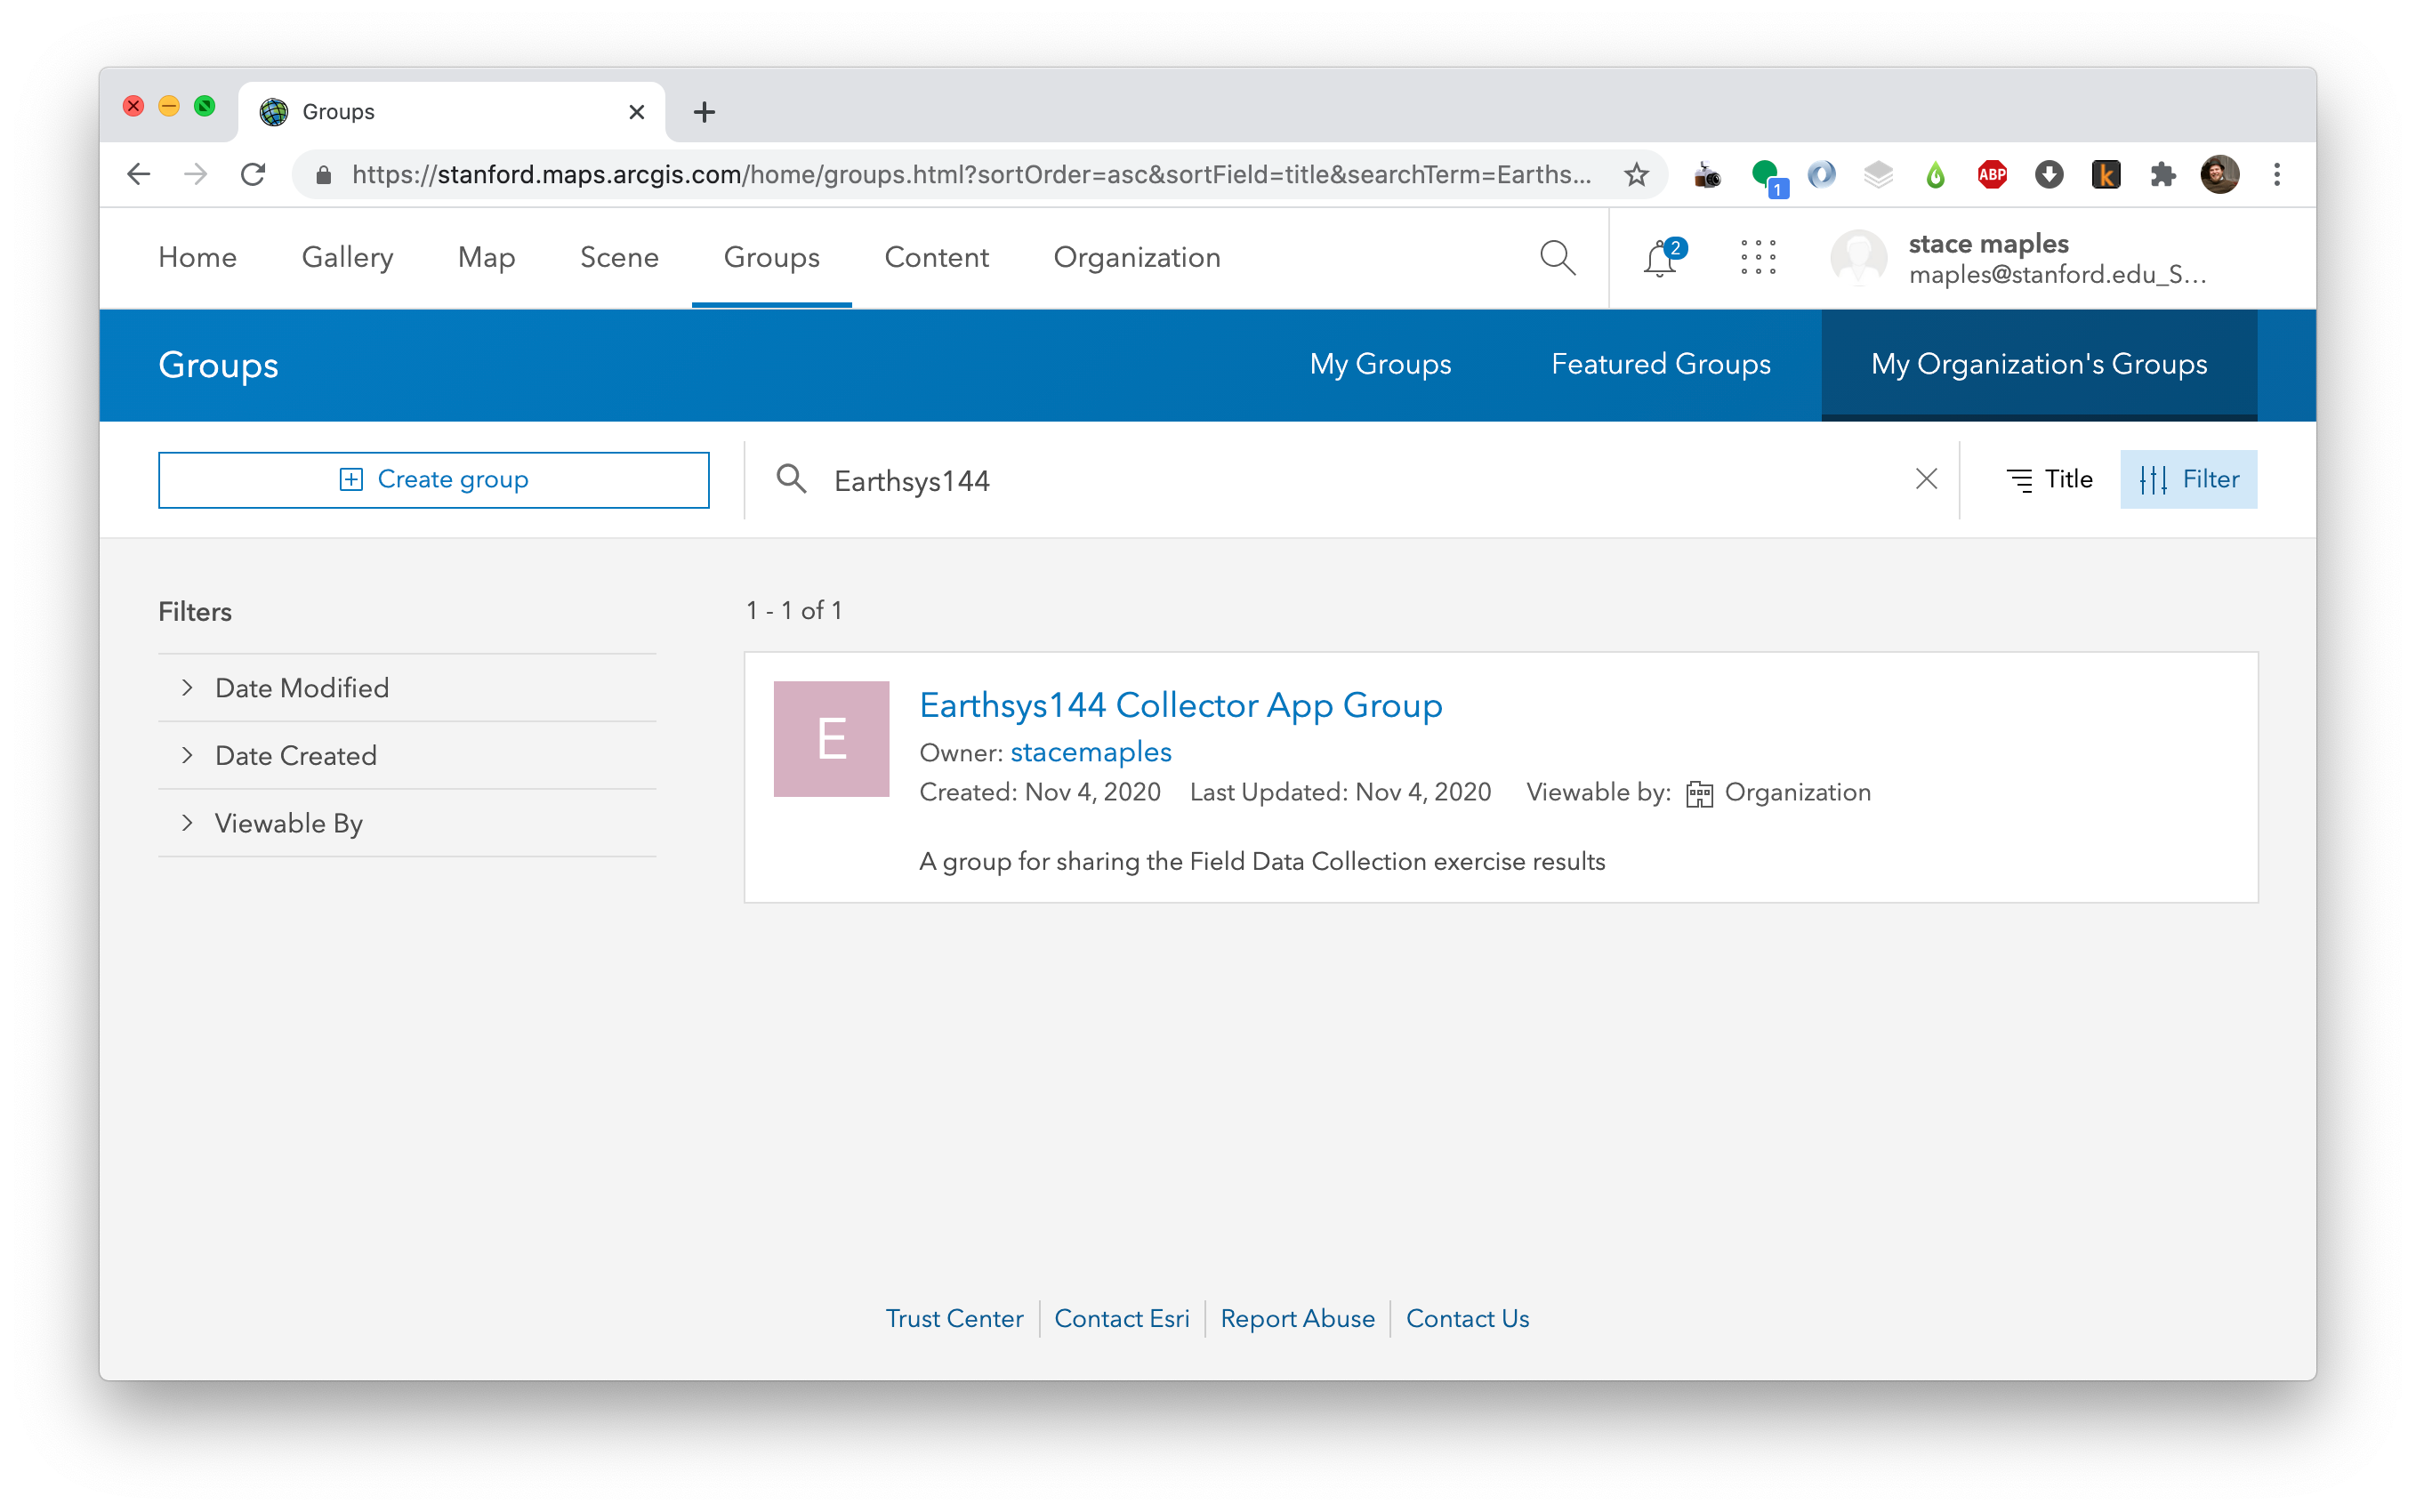 Groups
https://stanford.maps.arcgis.com/home/groups.html?sortOrder=asc&sortField=title&searchTerm=Earths...
1
ABP
k
Home Gallery Map Scene Groups Content Organization
2
stace maples
maples@stanford.edu_S...
Groups
My Groups Featured Groups My Organization's Groups
Create group
Earthsys144
Title
Filter
Filters
Date Modified
Date Created
Viewable By
1 - 1 of 1
E
Earthsys144 Collector App Group
Owner: stacemaples
Created: Nov 4, 2020 Last Updated: Nov 4, 2020 Viewable by: Organization
A group for sharing the Field Data Collection exercise results
Trust Center Contact Esri Report Abuse Contact Us